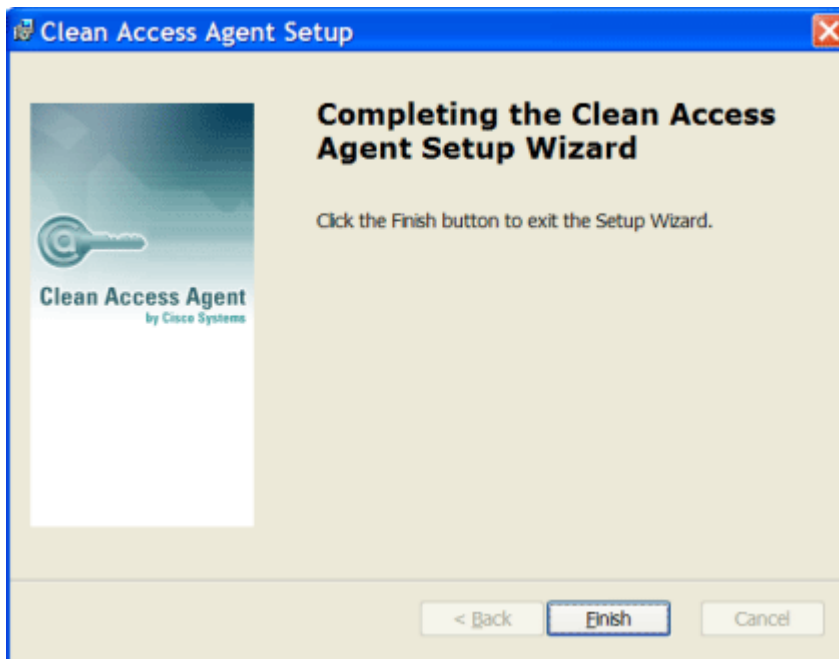 Clean Access Agent Setup
Completing the Clean Access
Agent Setup Wizard
Click the Finish button to exit the Setup Wizard.
Clean Access Agent
by Cisco Systems
< Back
Finish
Cancel